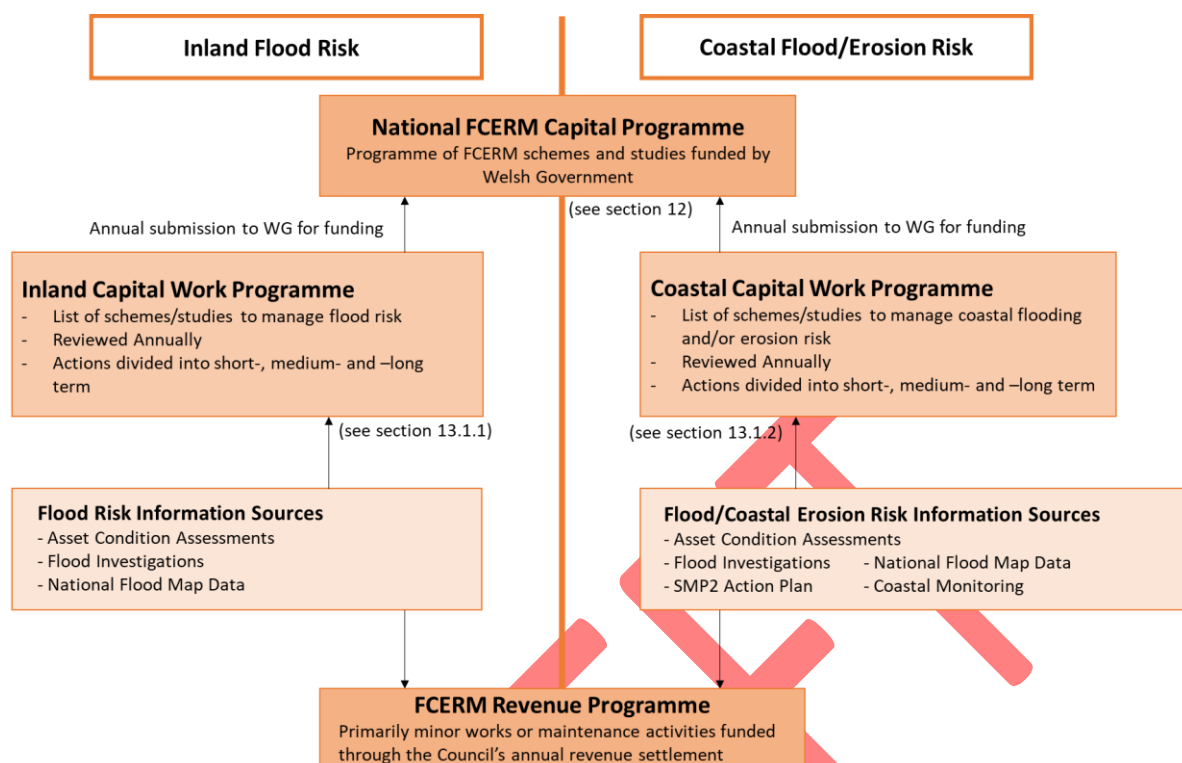 Inland Flood Risk
Coastal Flood/Erosion Risk
National FCERM Capital Programme
Programme of FCERM schemes and studies funded by
Welsh Government
(see section 12)
Annual submission to WG for funding
Annual submission to WG for funding
Inland Capital Work Programme
- List of schemes/studies to manage flood risk
- Reviewed Annually
- Actions divided into short-, medium- and –long
term
(see section 13.1.1)
Coastal Capital Work Programme
- List of schemes/studies to manage coastal flooding
and/or erosion risk
- Reviewed Annually
- Actions divided into short-, medium- and –long term
(see section 13.1.2)
Flood Risk Information Sources
- Asset Condition Assessments
- Flood Investigations
- National Flood Map Data
Flood/Coastal Erosion Risk Information Sources
- Asset Condition Assessments
- Flood Investigations - National Flood Map Data
- SMP2 Action Plan - Coastal Monitoring
FCERM Revenue Programme
Primarily minor works or maintenance activities funded
through the Council's annual revenue settlement